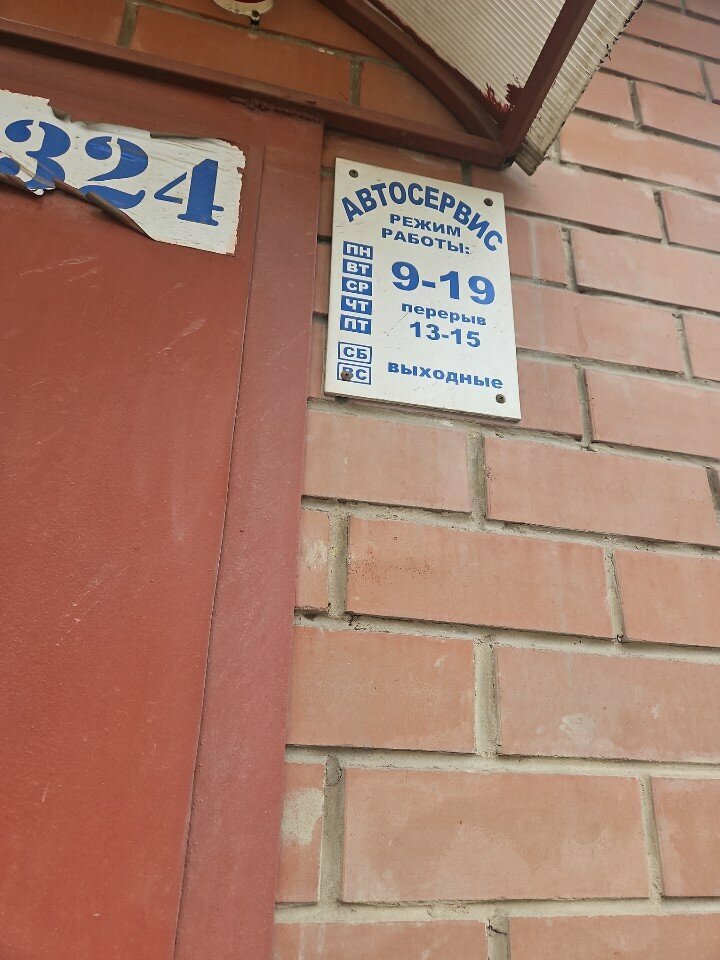 324
АВТОСЕРВИС
РЕЖИМ
РАБОТЫ:
ПН
ВТ
СР
ЧТ
ПТ
9-19
перерыв
13-15
СБ
ВС
выходные